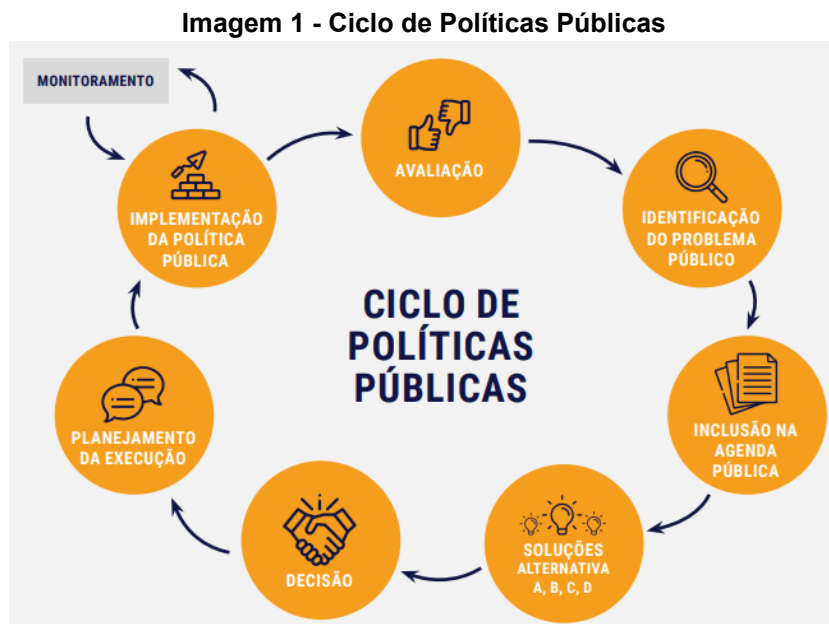 Imagem 1 - Ciclo de Políticas Públicas
MONITORAMENTO
AVALIAÇÃO
IMPLEMENTAÇÃO
DA POLÍTICA
PÚBLICA
IDENTIFICAÇÃO
DO PROBLEMA
PÚBLICO
CICLO DE
POLÍTICAS
PÚBLICAS
PLANEJAMENTO
DA EXECUÇÃO
INCLUSÃO NA
AGENDA
PÚBLICA
DECISÃO
SOLUÇÕES
ALTERNATIVA
A, B, C, D